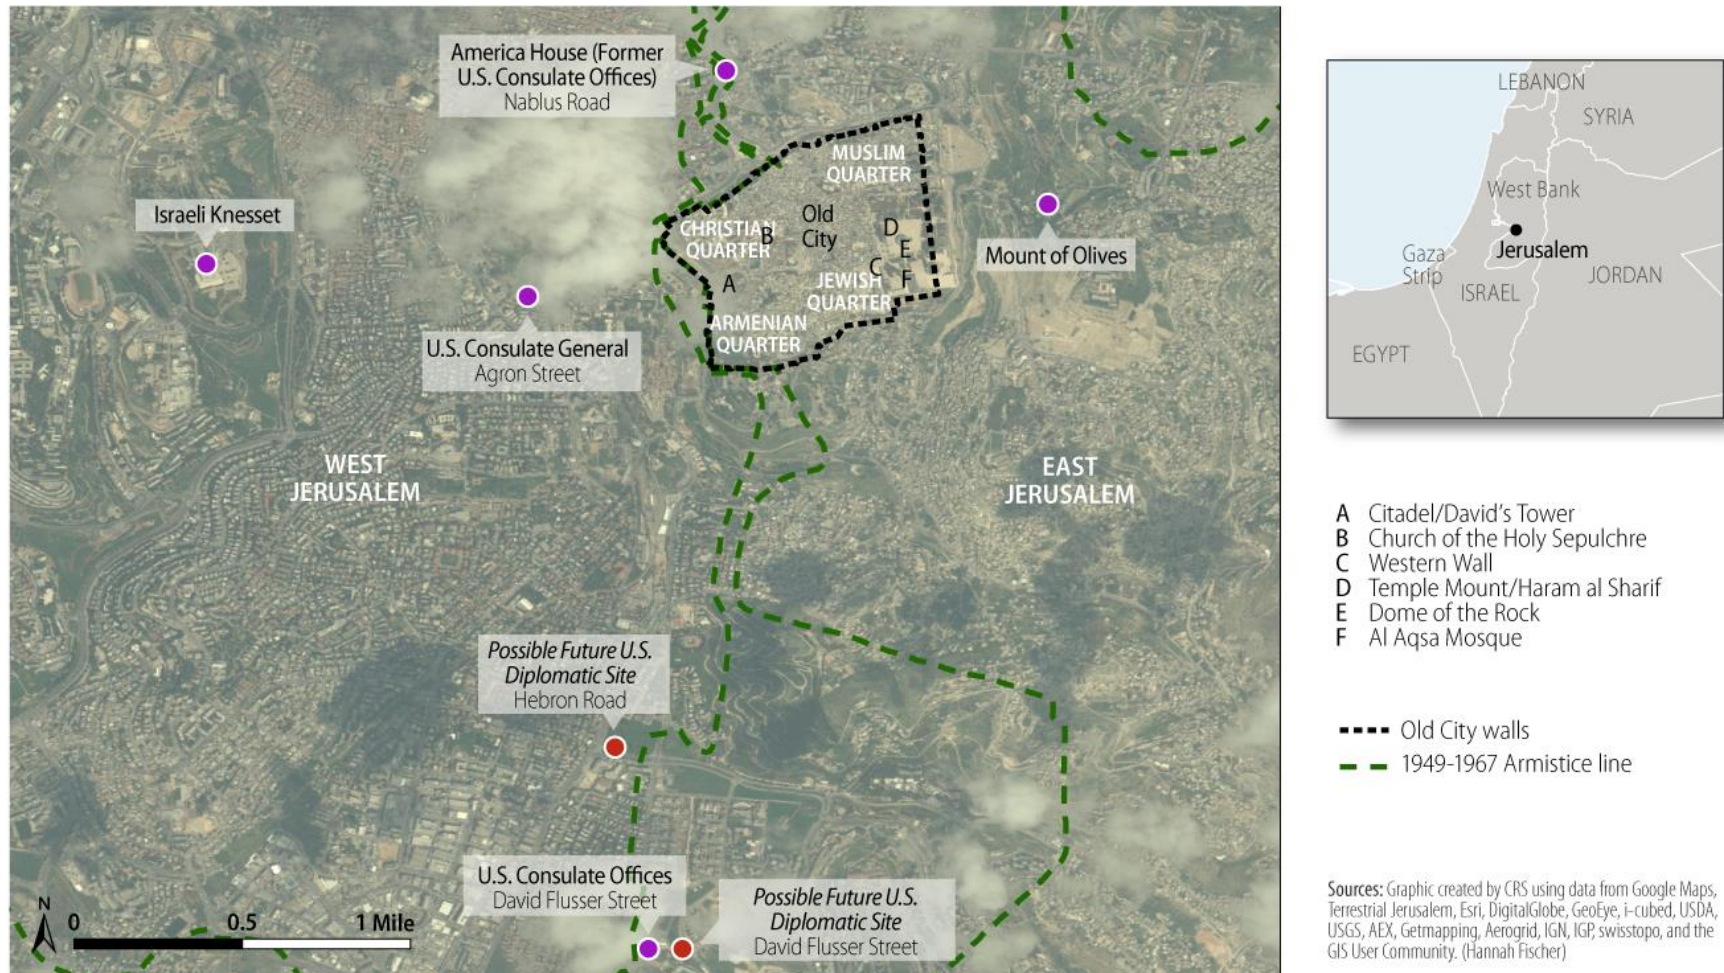 America House (Former
U.S. Consulate Offices)
Nablus Road
Israeli Knesset
U.S. Consulate General
Agron Street
MUSLIM
QUARTER
CHRISTIAN
QUARTER
B
Old
City
D
E
C
F
A
JEWISH
QUARTER
ARMENIAN
QUARTER
Mount of Olives
WEST
JERUSALEM
EAST
JERUSALEM
Possible Future U.S.
Diplomatic Site
Hebron Road
U.S. Consulate Offices
David Flusser Street
Possible Future U.S.
Diplomatic Site
David Flusser Street
N
0 0.5 1 Mile
LEBANON
SYRIA
West Bank
Jerusalem
Gaza
Strip
ISRAEL
JORDAN
EGYPT
A Citadel/David's Tower
B Church of the Holy Sepulchre
C Western Wall
D Temple Mount/Haram al Sharif
E Dome of the Rock
F Al Aqsa Mosque
Old City walls
1949-1967 Armistice line
Sources: Graphic created by CRS using data from Google Maps,
Terrestrial Jerusalem, Esri, DigitalGlobe, GeoEye, i-cubed, USDA,
USGS, AEX, Getmapping, Aerogrid, IGN, IGP, swisstopo, and the
GIS User Community. (Hannah Fischer)